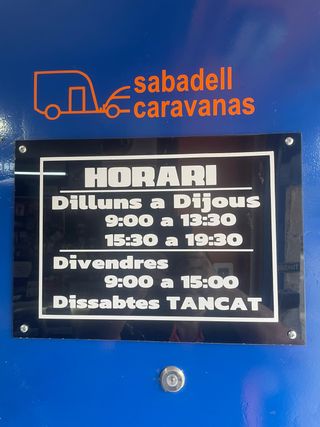 sabadell
caravanas
HORARI
Dilluns a Dijous
9:00 a 13:30
15:30 a 19:30
Divendres
9:00 a 15:00
Dissabtes TANCAT